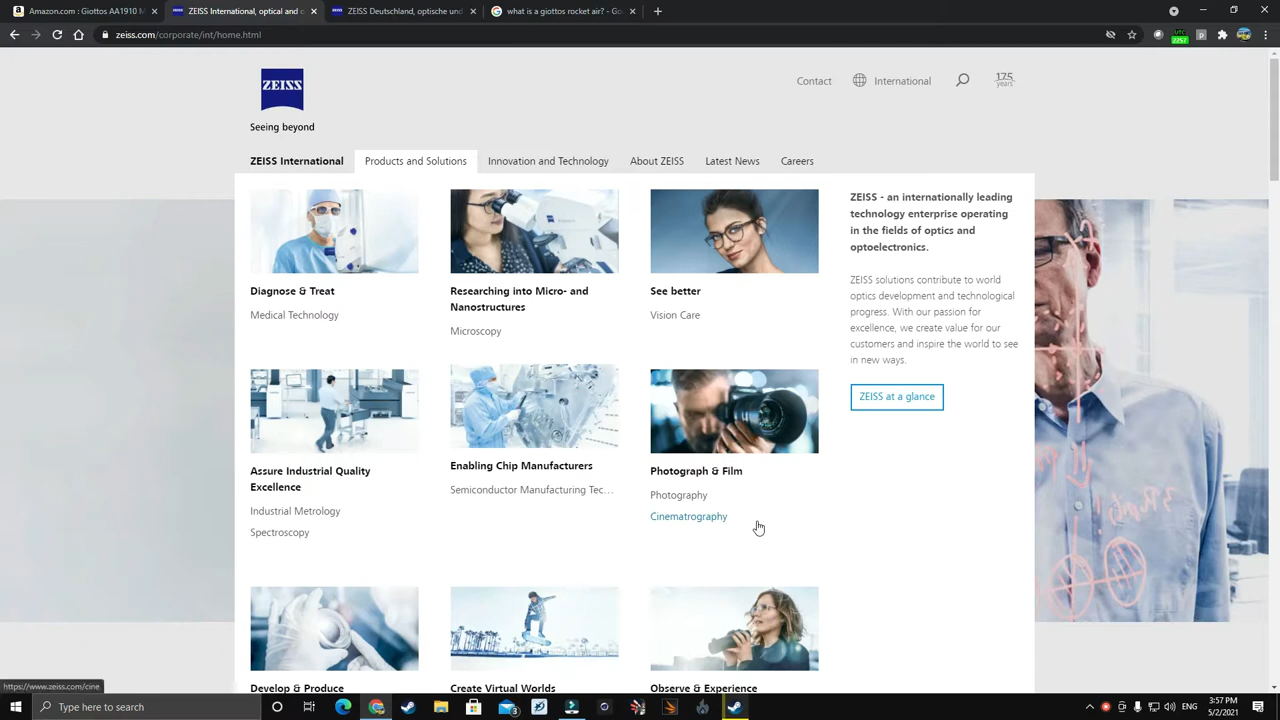 Amazon.com : Giottos AA1910 M
ZEISS International
ZEISS Deutschland, optische und
what is a giottos rocket air? - Go
zeiss.com/corporate/int/home.html
UTC
2257
ZEISS
Seeing beyond
Contact
International
175
years
ZEISS International
Products and Solutions
Innovation and Technology
About ZEISS
Latest News
Careers
Diagnose & Treat
Medical Technology
Researching into Micro- and
Nanostructures
Microscopy
See better
Vision Care
ZEISS - an internationally leading
technology enterprise operating
in the fields of optics and
optoelectronics.
ZEISS solutions contribute to world
optics development and technological
progress. With our passion for
excellence, we create value for our
customers and inspire the world to see
in new ways.
ZEISS at a glance
Assure Industrial Quality
Excellence
Industrial Metrology
Spectroscopy
Enabling Chip Manufacturers
Semiconductor Manufacturing Tec...
Photograph & Film
Photography
Cinematrography
Develop & Produce
Create Virtual Worlds
Observe & Experience
https://www.zeiss.com/cine
Type here to search
3
ENG
3:57 PM
5/2/2021